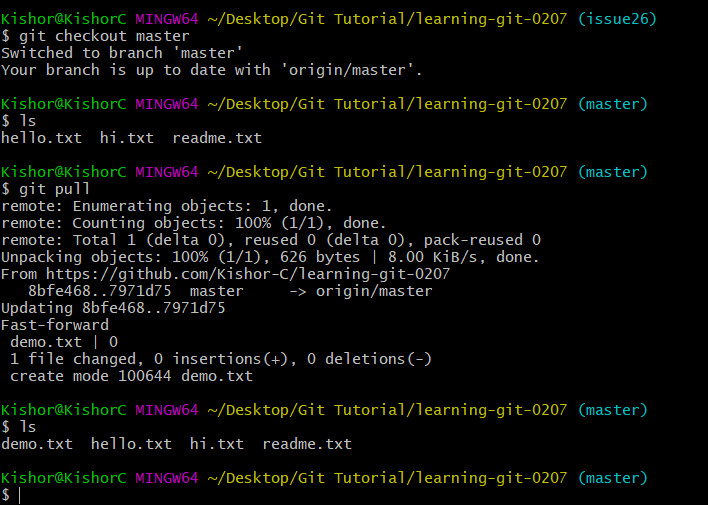 Kishor@KishorC MINGW64 ~/Desktop/Git Tutorial/learning-git-0207 (issue26)
$ git checkout master
Switched to branch 'master'
Your branch is up to date with 'origin/master'.
Kishor@KishorC MINGW64 ~/Desktop/Git Tutorial/learning-git-0207 (master)
$ ls
hello.txt  hi.txt  readme.txt
Kishor@KishorC MINGW64 ~/Desktop/Git Tutorial/learning-git-0207 (master)
$ git pull
remote: Enumerating objects: 1, done.
remote: Counting objects: 100% (1/1), done.
remote: Total 1 (delta 0), reused 0 (delta 0), pack-reused 0
Unpacking objects: 100% (1/1), 626 bytes | 8.00 KiB/s, done.
From https://github.com/Kishor-C/learning-git-0207
   8bfe468..7971d75  master     -> origin/master
Updating 8bfe468..7971d75
Fast-forward
 demo.txt | 0
 1 file changed, 0 insertions(+), 0 deletions(-)
 create mode 100644 demo.txt
Kishor@KishorC MINGW64 ~/Desktop/Git Tutorial/learning-git-0207 (master)
$ ls
demo.txt  hello.txt  hi.txt  readme.txt
Kishor@KishorC MINGW64 ~/Desktop/Git Tutorial/learning-git-0207 (master)
$